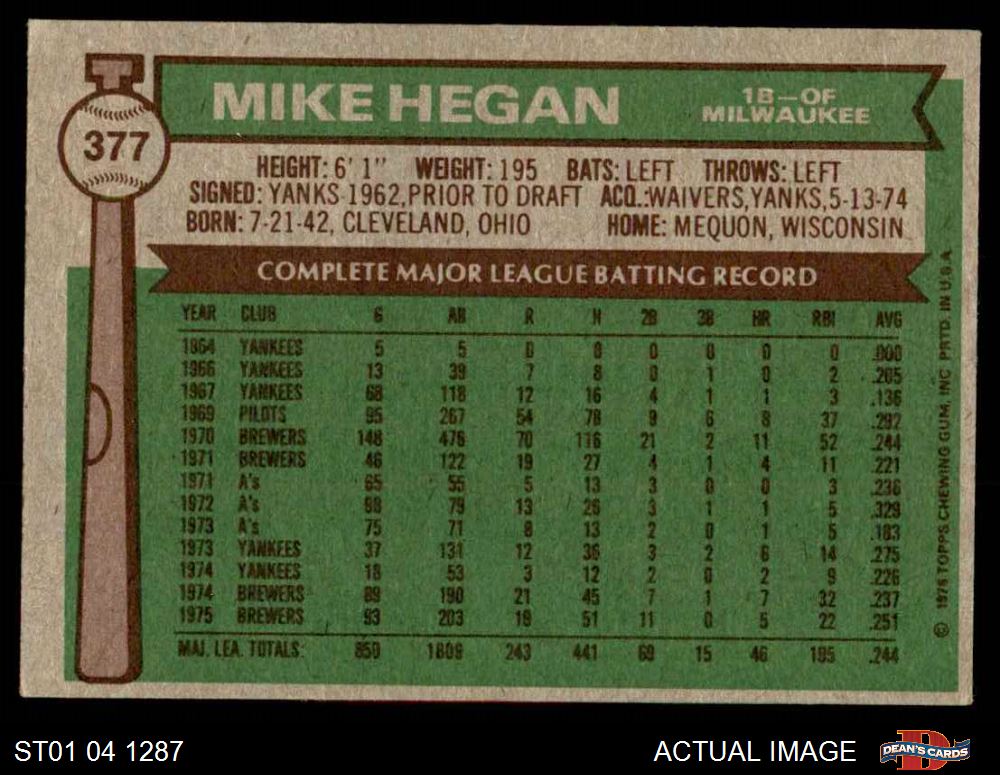 377
MIKE HEGAN
1B—OF
MILWAUKEE
HEIGHT: 6' 1" WEIGHT: 195 BATS: LEFT THROWS: LEFT
SIGNED: YANKS 1962, PRIOR TO DRAFT ACQ.: WAIVERS, YANKS, 5-13-74
BORN: 7-21-42, CLEVELAND, OHIO HOME: MEQUON, WISCONSIN
COMPLETE MAJOR LEAGUE BATTING RECORD
YEAR CLUB G AB R H 2B 3B HR RBI AVG
1964 YANKEES 5 5 0 0 0 0 0 0 .000
1966 YANKEES 13 39 7 8 0 1 0 2 .205
1967 YANKEES 68 118 12 16 4 1 1 3 .136
1969 PILOTS 95 267 54 78 9 6 8 37 .292
1970 BREWERS 148 476 70 116 21 2 11 52 .244
1971 BREWERS 46 122 19 27 4 1 4 11 .221
1971 A's 65 55 5 13 3 0 0 3 .236
1972 A's 98 79 13 26 3 1 1 5 .329
1973 A's 75 71 8 13 2 0 1 5 .183
1973 YANKEES 37 131 12 36 3 2 6 14 .275
1974 YANKEES 18 53 3 12 2 0 2 9 .226
1974 BREWERS 89 190 21 45 7 1 7 32 .237
1975 BREWERS 93 203 19 51 11 0 5 22 .251
MAJ. LEA. TOTALS: 850 1809 243 441 69 15 46 195 .244
© 1976 TOPPS CHEWING GUM, INC PRTD. IN U.S.A
ST01 04 1287
ACTUAL IMAGE
DEAN'S CARDS